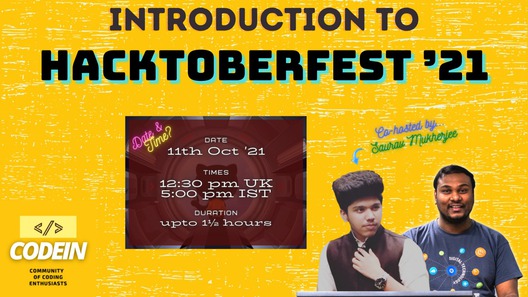 INTRODUCTION TO
HACKTOBERFEST '21
Date &
Time?
DATE
11th Oct '21
TIMES
12:30 pm UK
5:00 pm IST
DURATION
upto 1½ hours
Co-hosted by..
Saurav Mukherjee
</>
CODEIN
COMMUNITY
OF CODING
ENTHUSIASTS